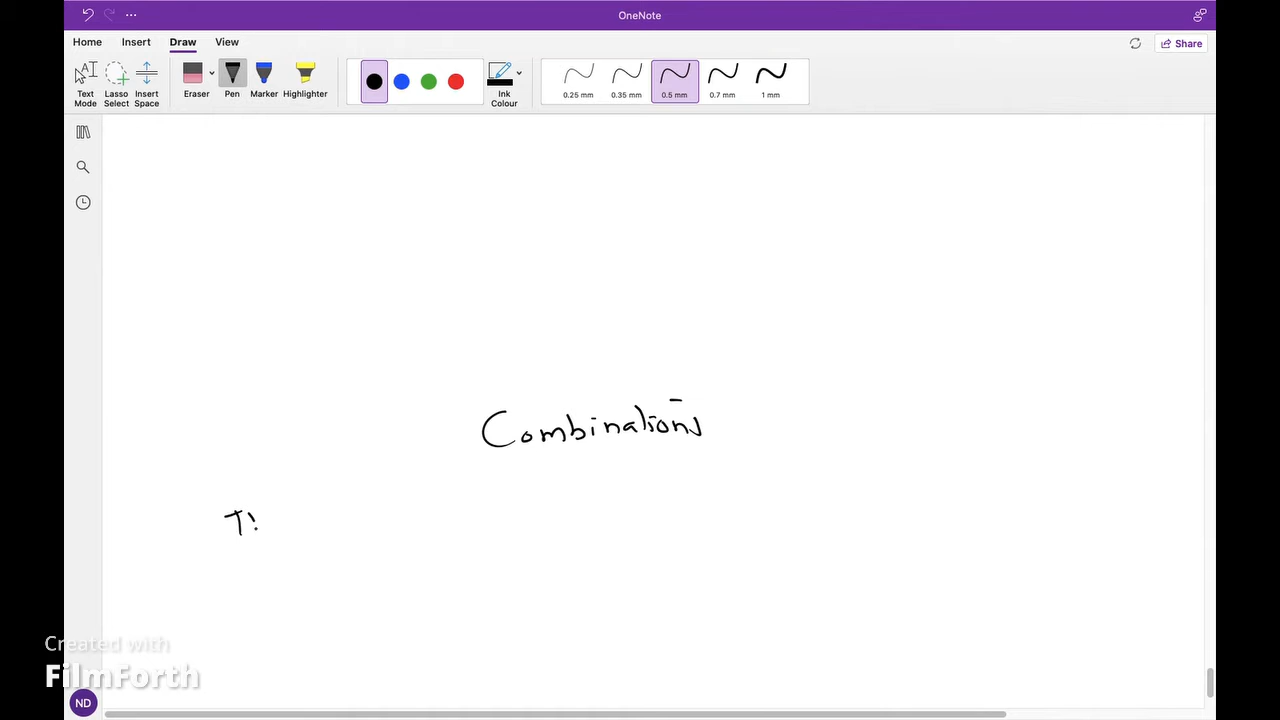 OneNote
Home Insert Draw View
Share
Text Mode
Lasso Select
Insert Space
Eraser
Pen
Marker
Highlighter
Ink Colour
0.25 mm
0.35 mm
0.5 mm
0.7 mm
1 mm
Combinations
Created with
FilmForth
ND